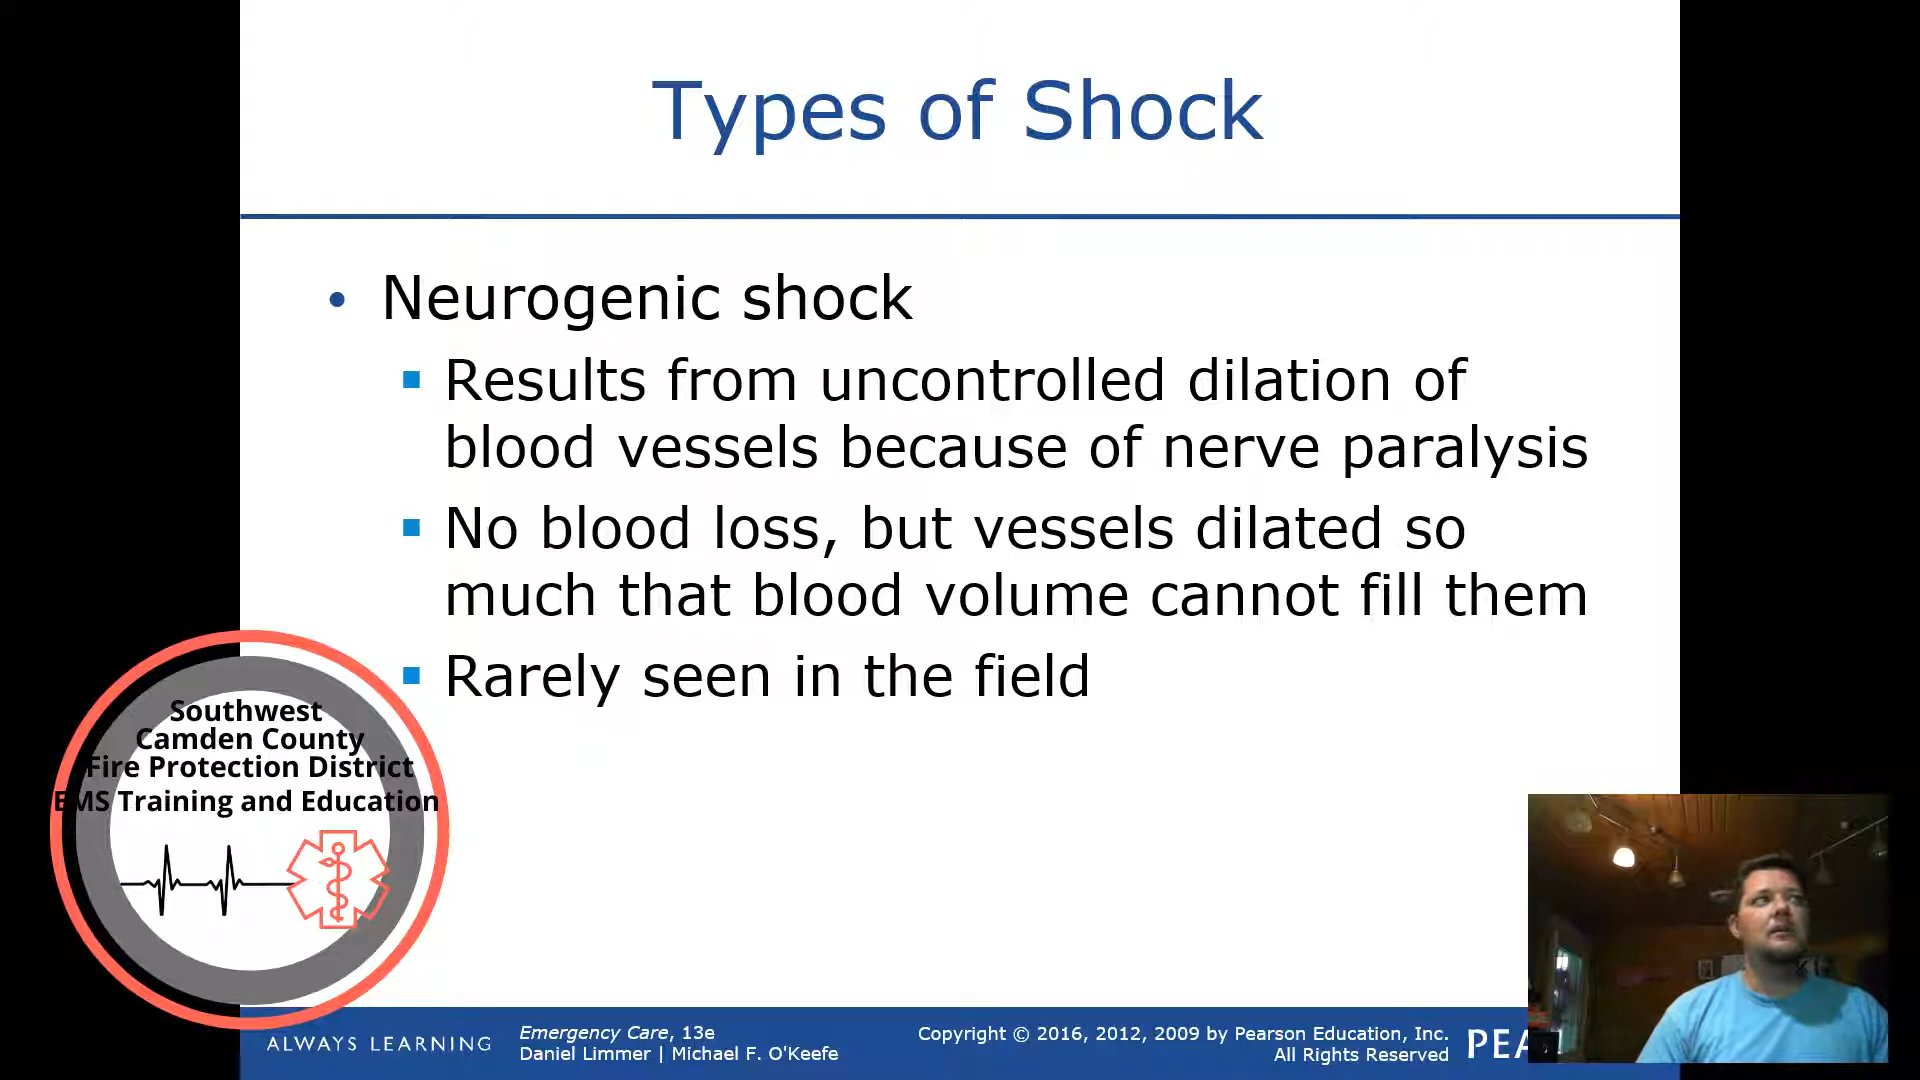 Types of Shock
• Neurogenic shock
▪ Results from uncontrolled dilation of
blood vessels because of nerve paralysis
▪ No blood loss, but vessels dilated so
much that blood volume cannot fill them
▪ Rarely seen in the field
Southwest
Camden County
Fire Protection District
EMS Training and Education
ALWAYS LEARNING
Emergency Care, 13e
Daniel Limmer | Michael F. O'Keefe
Copyright © 2016, 2012, 2009 by Pearson Education, Inc.
All Rights Reserved